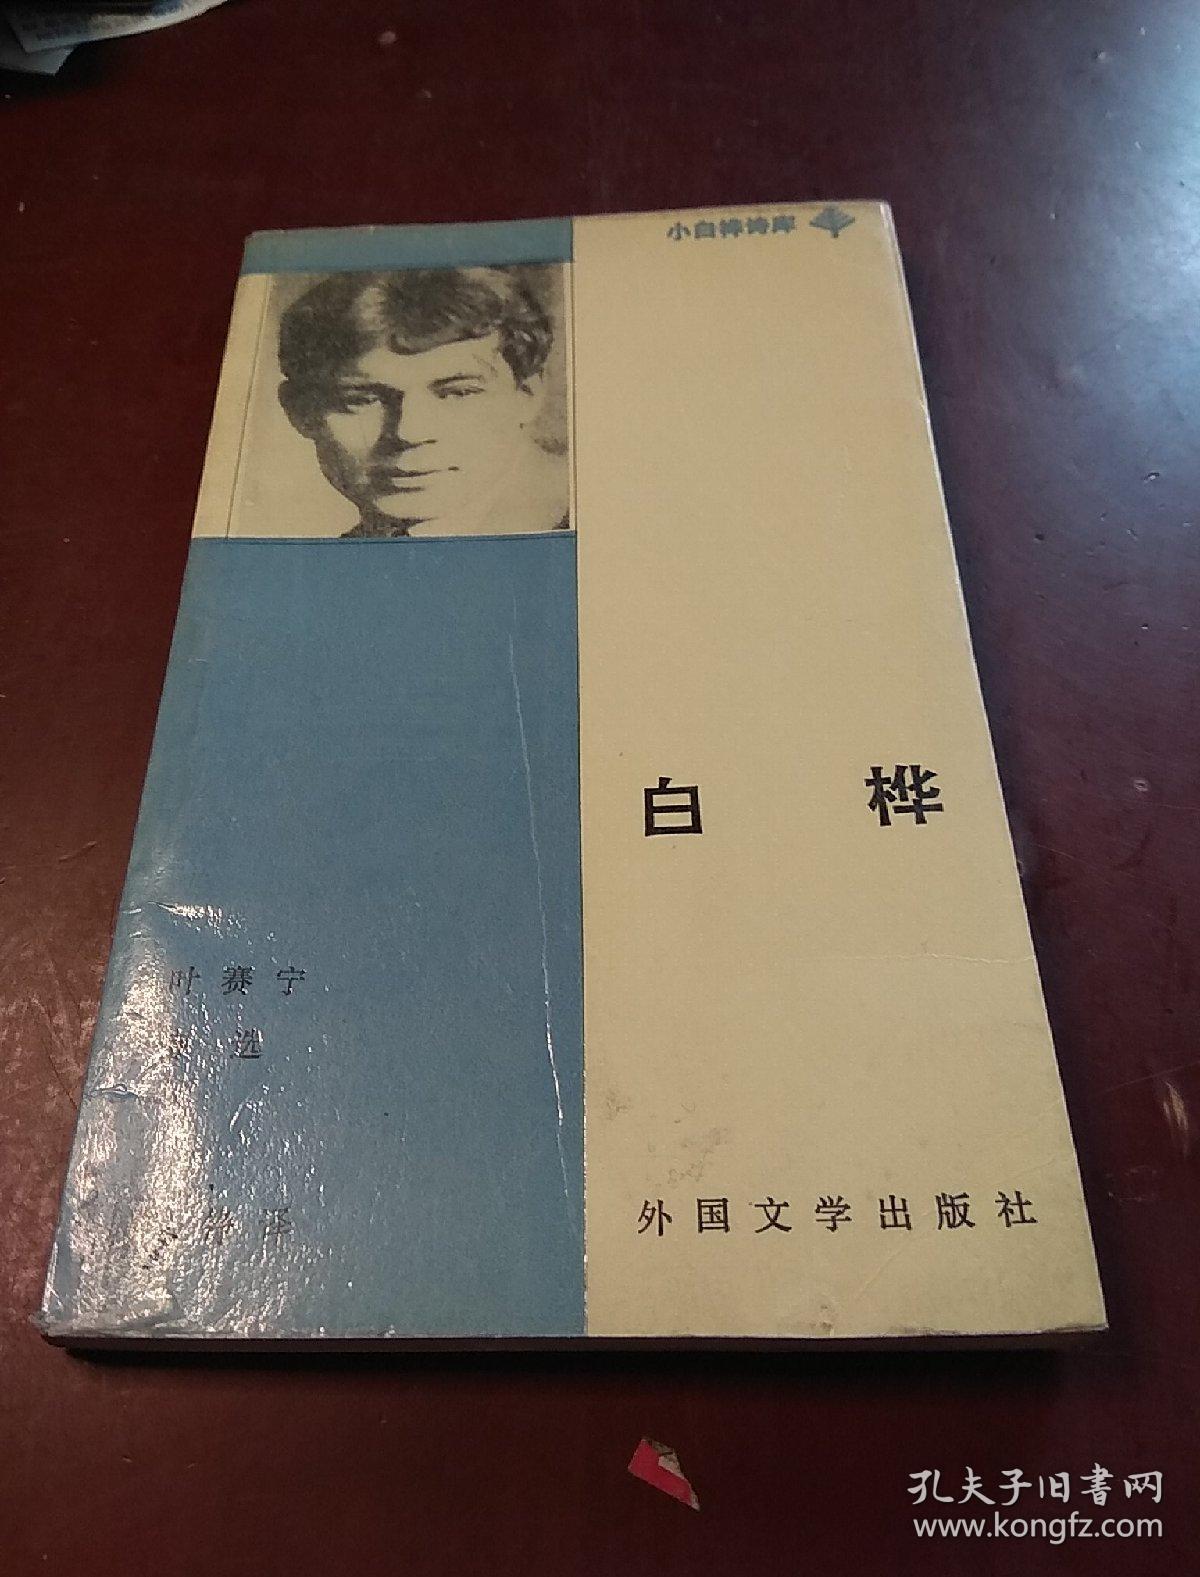 小白桦诗库
白 桦
叶赛宁
选
译
外国文学出版社
孔夫子旧书网
www.kongfz.com